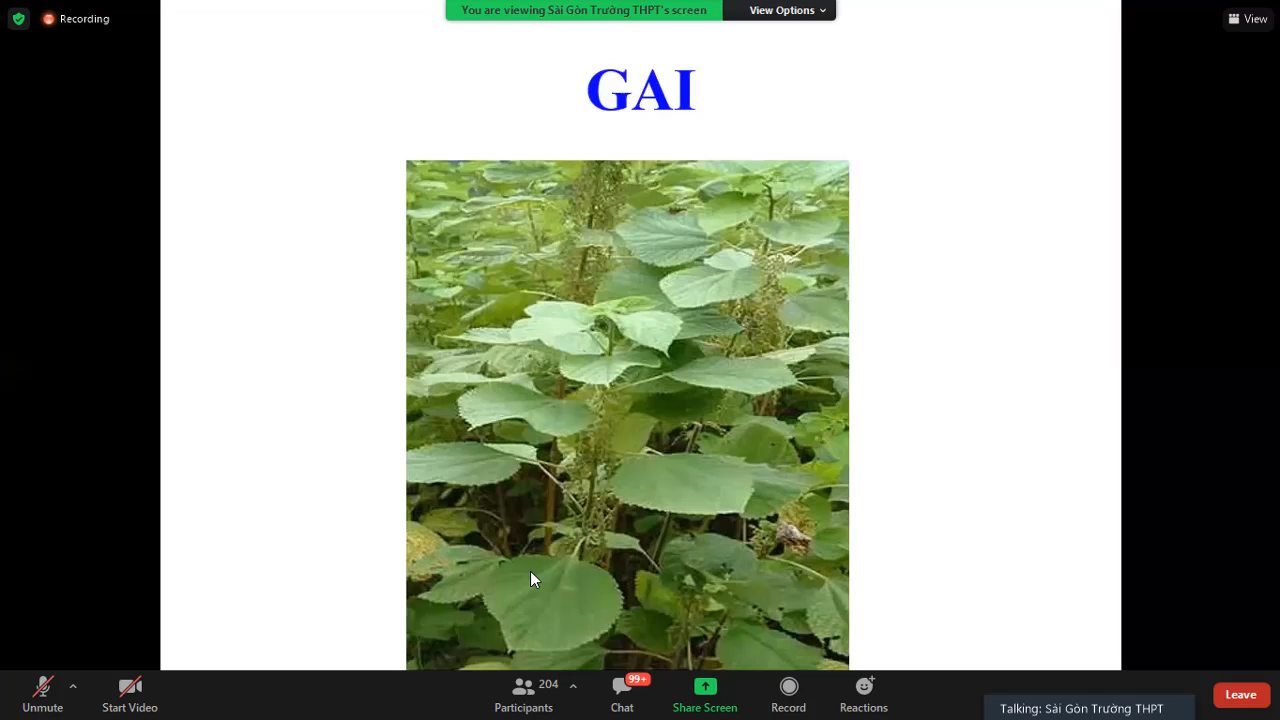 Recording
You are viewing Sài Gòn Trường THPT's screen
View Options
View
GAI
Unmute
Start Video
204
Participants
99+
Chat
Share Screen
Record
Reactions
Talking: Sài Gòn Trường THPT
Leave